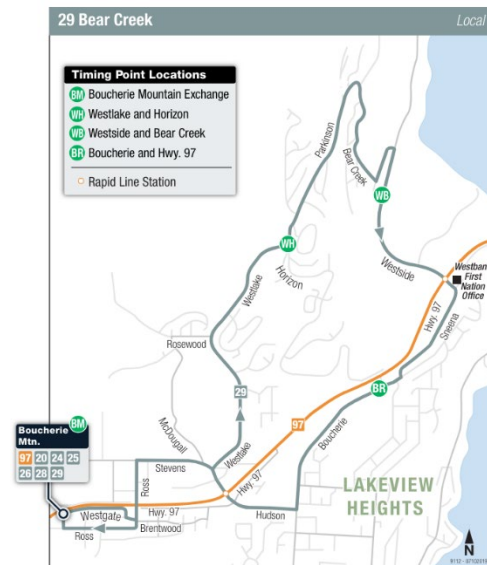 29 Bear Creek
Local
Timing Point Locations
BM Boucherie Mountain Exchange
WH Westlake and Horizon
WB Westside and Bear Creek
BR Boucherie and Hwy. 97
Rapid Line Station
Parkinson
Bear Creek
WB
WH
Westlake
Horizon
Westside
Westbank
First
Nation
Office
Hwy. 97
Sneena
Rosewood
29
BR
McDougall
97
Boucherie
Boucherie
Mtn.
BM
97 20 24 25
26 28 29
Stevens
Westlake
Ross
Hwy. 97
LAKEVIEW
HEIGHTS
Westgate
Hwy. 97
Hudson
Ross
Brentwood
N